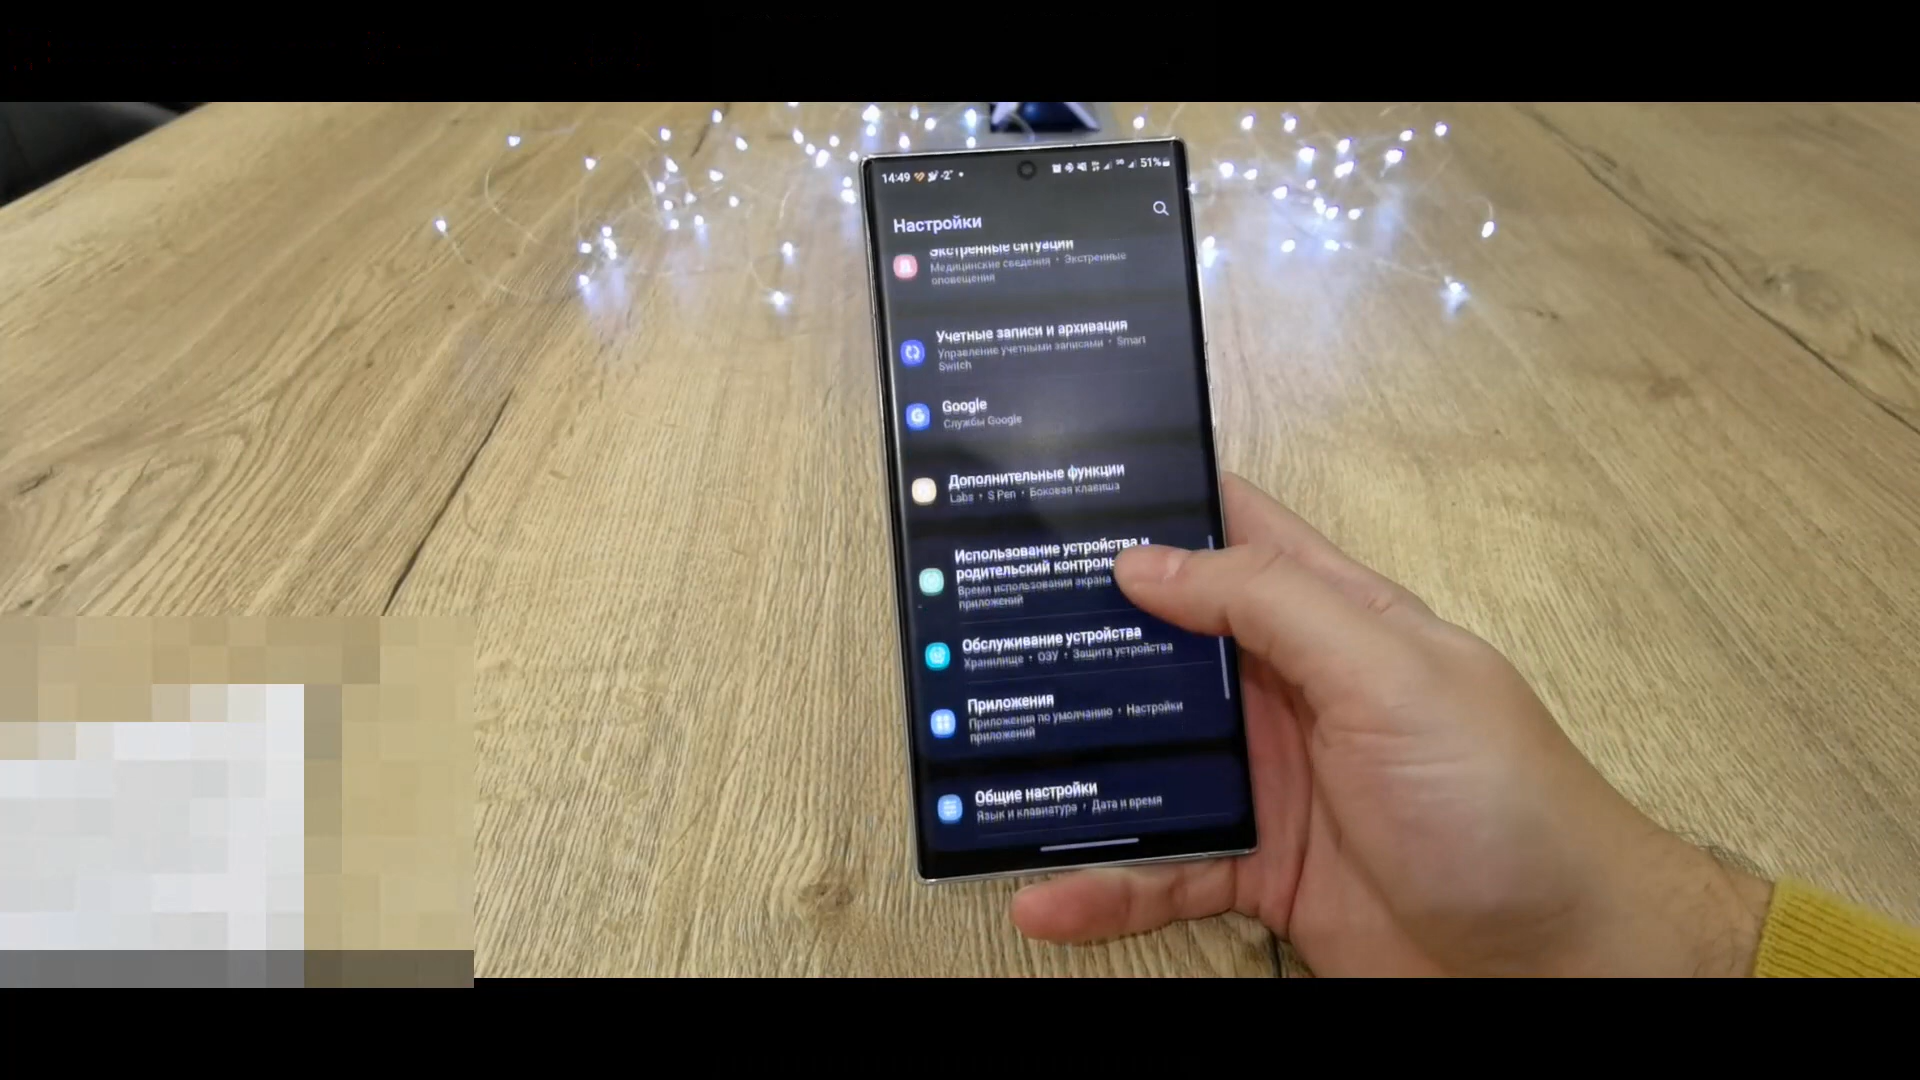 14:49 -2° 51%
Настройки
Экстренные ситуации
Медицинские сведения • Экстренные
оповещения
Учетные записи и архивация
Управление учетными записями • Smart
Switch
Google
Службы Google
Дополнительные функции
Labs • S Pen • Боковая клавиша
Использование устройства и
родительский контроль
Время использования экрана
приложений
Обслуживание устройства
Хранилище • ОЗУ • Защита устройства
Приложения
Приложения по умолчанию • Настройки
приложений
Общие настройки
Язык и клавиатура • Дата и время